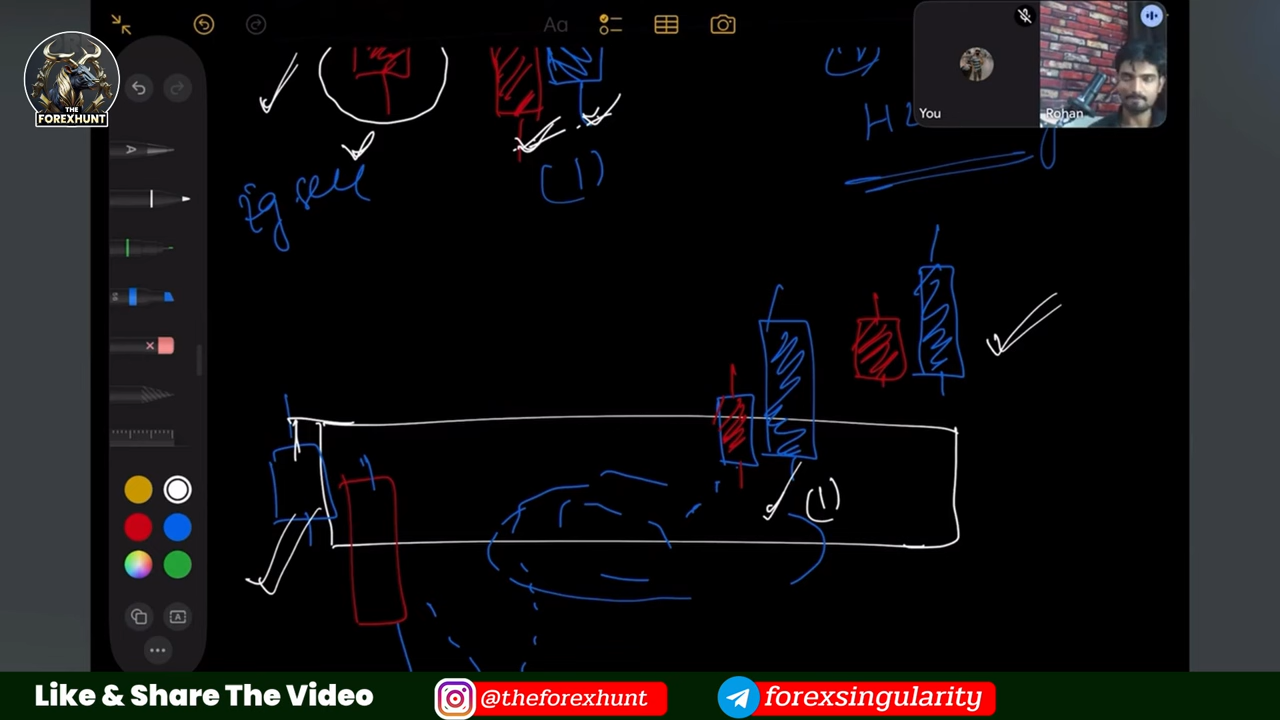 Aa
You
Rohan
THE
FOREXHUNT
A
(1)
(1)
Like & Share The Video
@theforexhunt
forexsingularity